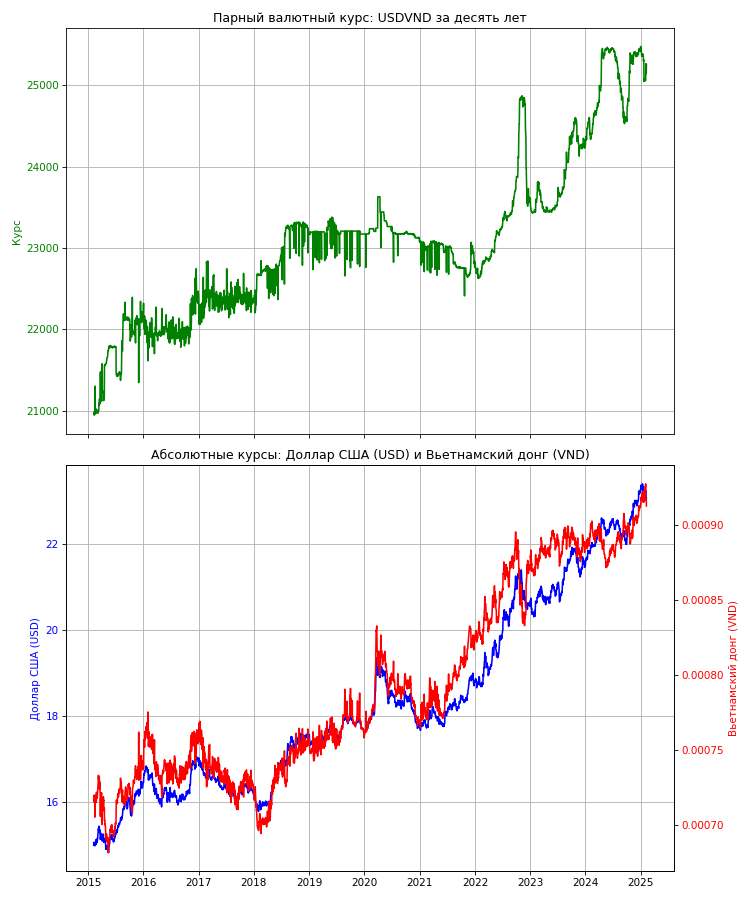 Парный валютный курс: USDVND за десять лет
25000
24000
23000
22000
21000
Курс
Абсолютные курсы: Доллар США (USD) и Вьетнамский донг (VND)
22
20
18
16
Доллар США (USD)
0.00090
0.00085
0.00080
0.00075
0.00070
Вьетнамский донг (VND)
2015 2016 2017 2018 2019 2020 2021 2022 2023 2024 2025